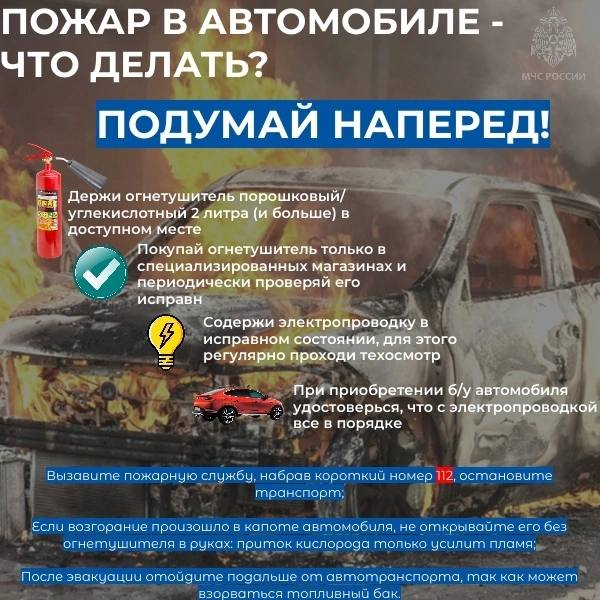 ПОЖАР В АВТОМОБИЛЕ -
ЧТО ДЕЛАТЬ?
МЧС РОССИИ
ПОДУМАЙ НАПЕРЕД!
Держи огнетушитель порошковый/
углекислотный 2 литра (и больше) в
доступном месте
Покупай огнетушитель только в
специализированных магазинах и
периодически проверяй его
исправн
Содержи электропроводку в
исправном состоянии, для этого
регулярно проходи техосмотр
При приобретении б/у автомобиля
удостоверься, что с электропроводкой
все в порядке
Вызавите пожарную службу, набрав короткий номер 112, остановите
транспорт;
Если возгорание произошло в капоте автомобиля, не открывайте его без
огнетушителя в руках: приток кислорода только усилит пламя;
После эвакуации отойдите подальше от автотранспорта, так как может
взорваться топливный бак.